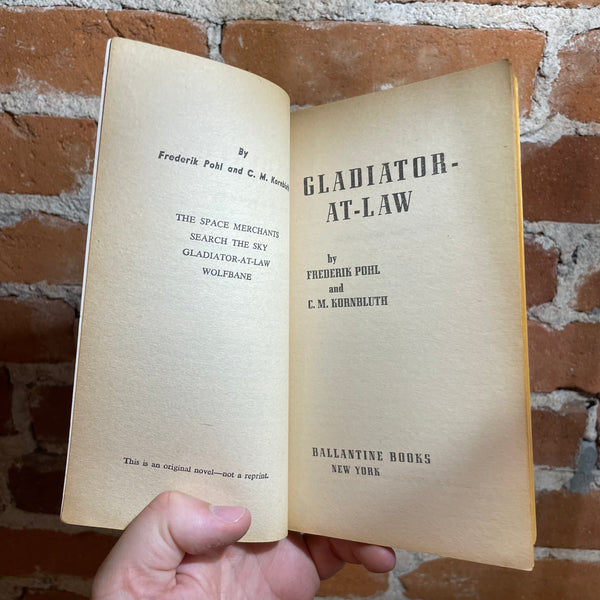 By
Frederik Pohl and C. M. Kornbluth
THE SPACE MERCHANTS
SEARCH THE SKY
GLADIATOR-AT-LAW
WOLFBANE
This is an original novel—not a reprint.
GLADIATOR-
AT-LAW
by
FREDERIK POHL
and
C. M. KORNBLUTH
BALLANTINE BOOKS
NEW YORK